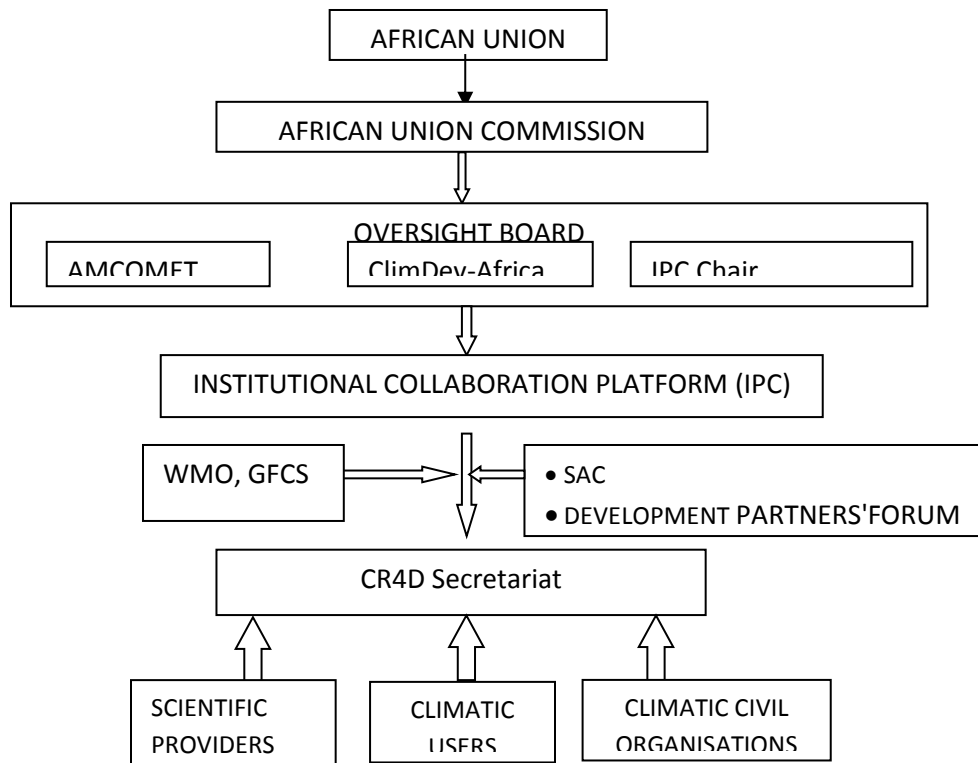 AFRICAN UNION
AFRICAN UNION COMMISSION
OVERSIGHT BOARD
AMCOMET
ClimDev-Africa
IPC Chair
INSTITUTIONAL COLLABORATION PLATFORM (IPC)
WMO, GFCS
• SAC
• DEVELOPMENT PARTNERS'FORUM
CR4D Secretariat
SCIENTIFIC
PROVIDERS
CLIMATIC
USERS
CLIMATIC CIVIL
ORGANISATIONS